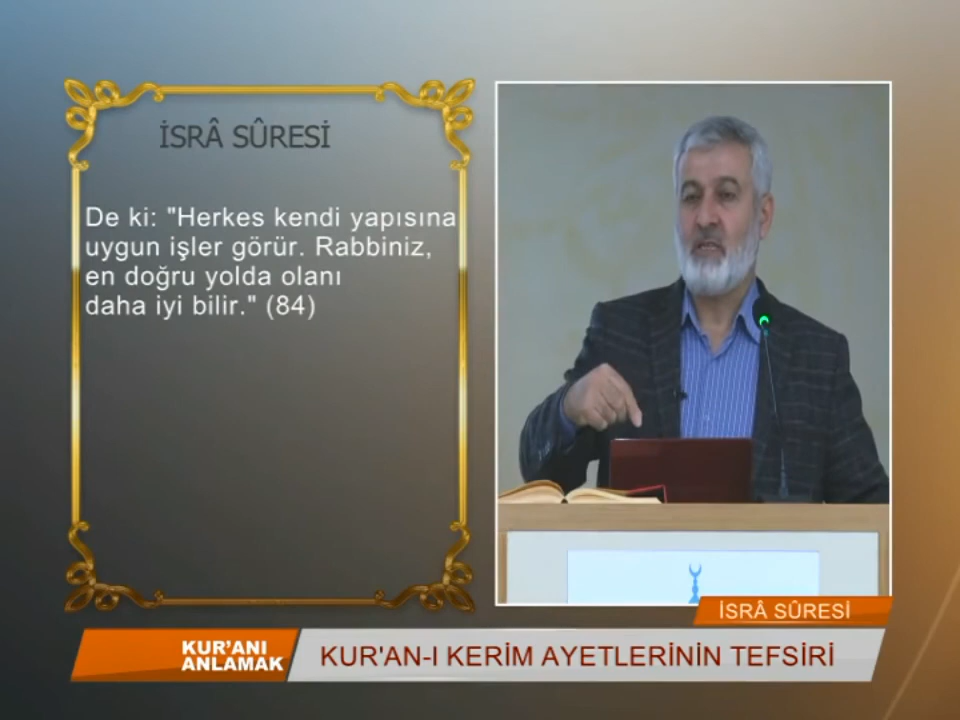 İSRÂ SÛRESİ
De ki: "Herkes kendi yapısına
uygun işler görür. Rabbiniz,
en doğru yolda olanı
daha iyi bilir." (84)
İSRÂ SÛRESİ
KUR'ANI
ANLAMAK
KUR'AN-I KERİM AYETLERİNİN TEFSİRİ